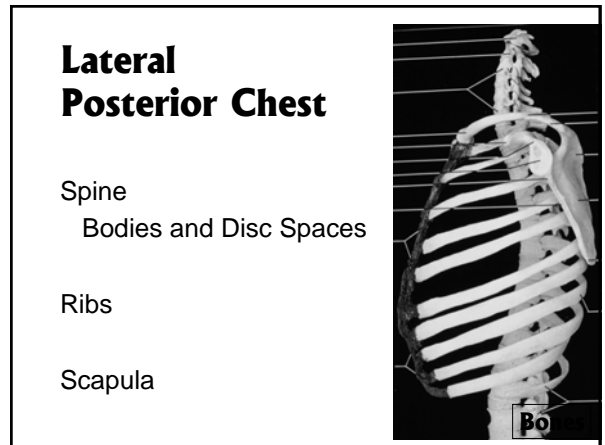 Lateral
Posterior Chest
Spine
Bodies and Disc Spaces
Ribs
Scapula
Bones